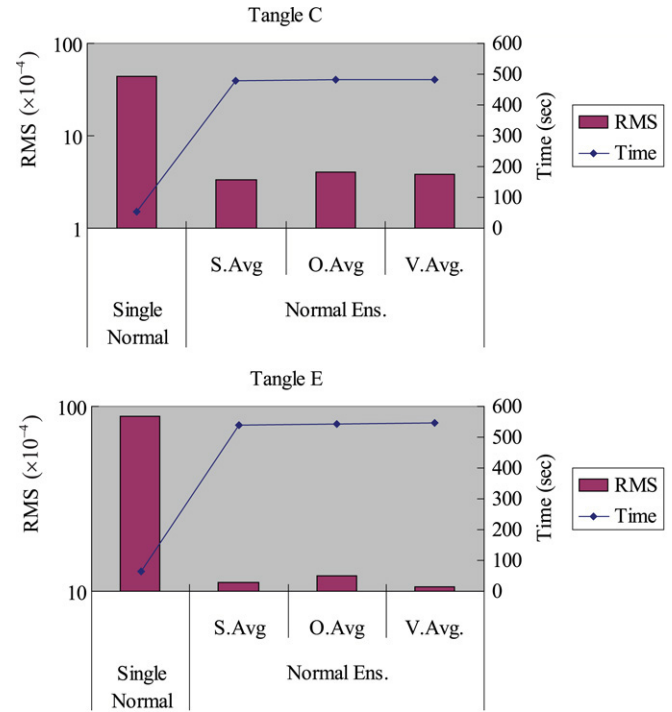 Tangle C
RMS (×10⁻⁴)
100
10
1
600
500
400
300
200
100
0
Time (sec)
RMS
Time
S.Avg O.Avg V.Avg.
Single Normal
Normal Ens.
Tangle E
RMS (×10⁻⁴)
100
10
600
500
400
300
200
100
0
Time (sec)
RMS
Time
S.Avg O.Avg V.Avg.
Single Normal
Normal Ens.